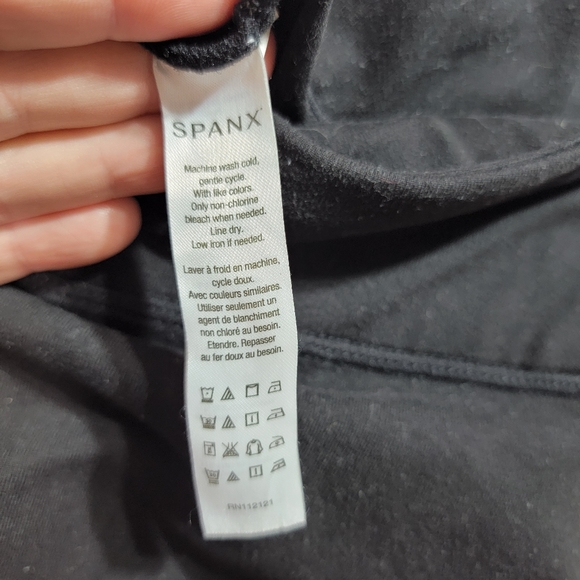 SPANX
Machine wash cold,
gentle cycle.
With like colors.
Only non-chlorine
bleach when needed.
Line dry.
Low iron if needed.
Laver à froid en machine,
cycle doux.
Avec couleurs similaires.
Utiliser seulement un
agent de blanchiment
non chloré au besoin.
Etendre. Repasser
au fer doux au besoin.
RN112121